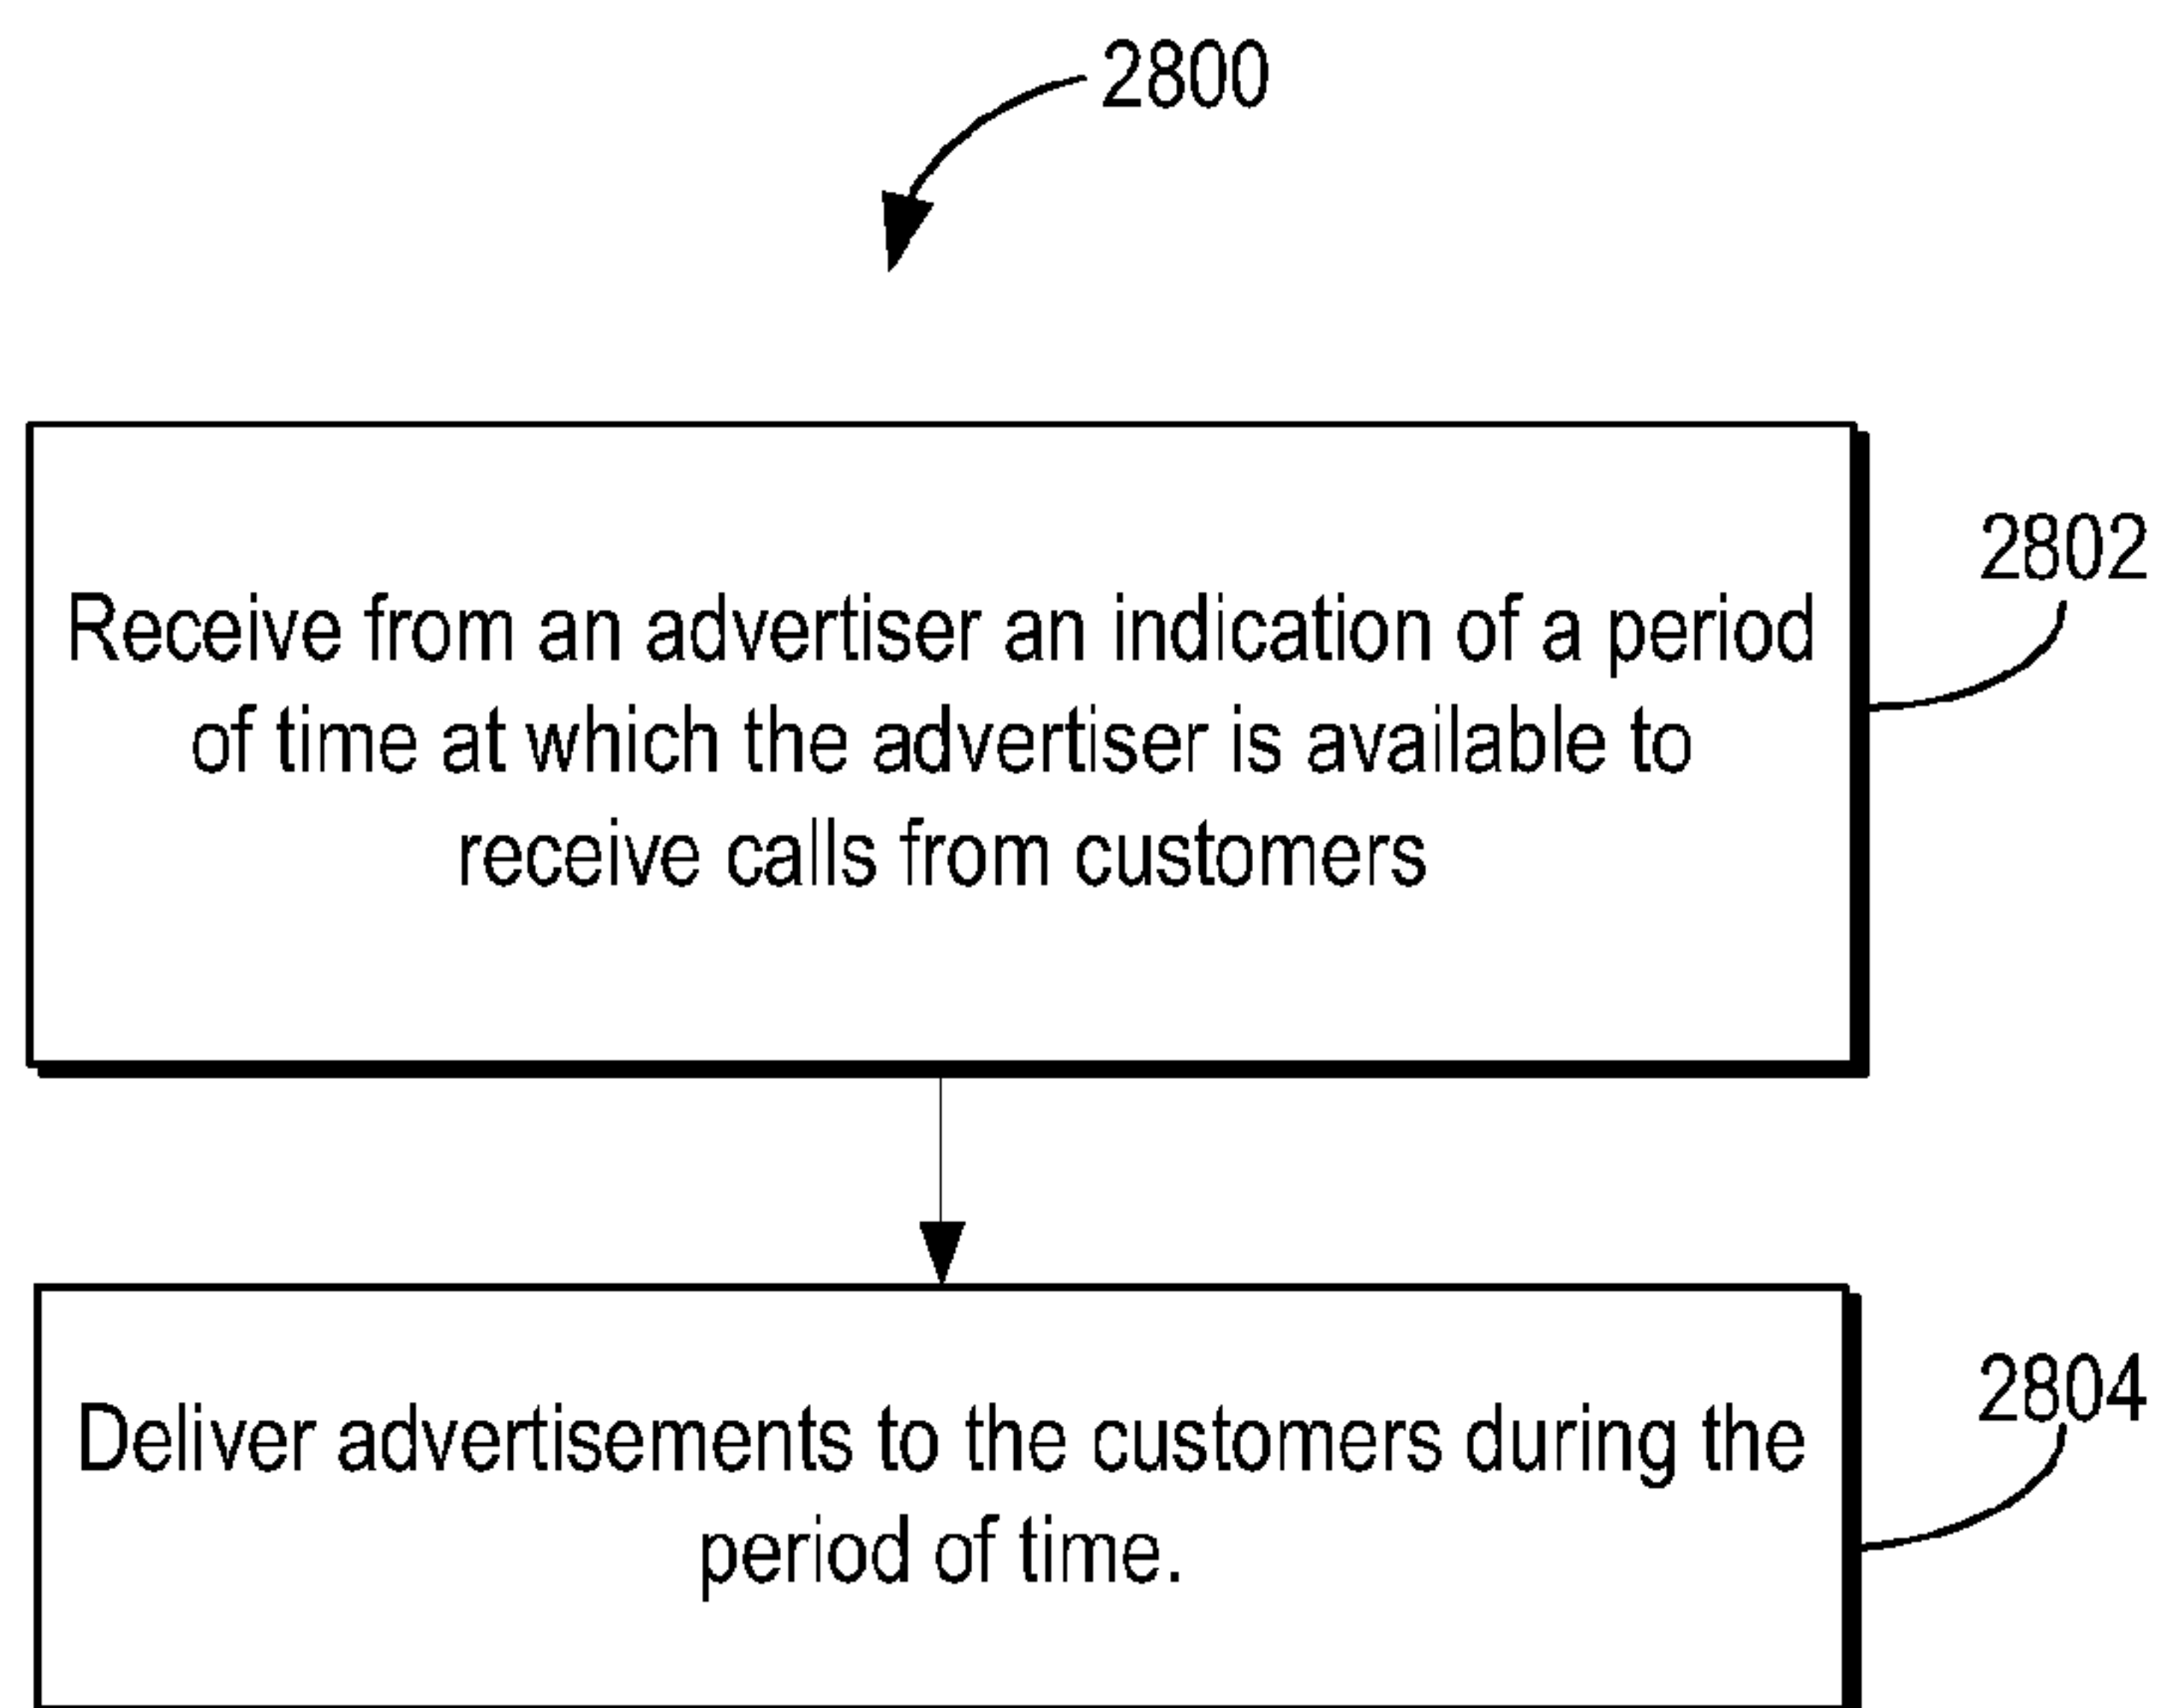 2800
Receive from an advertiser an indication of a period
of time at which the advertiser is available to
receive calls from customers
2802
Deliver advertisements to the customers during the
period of time.
2804